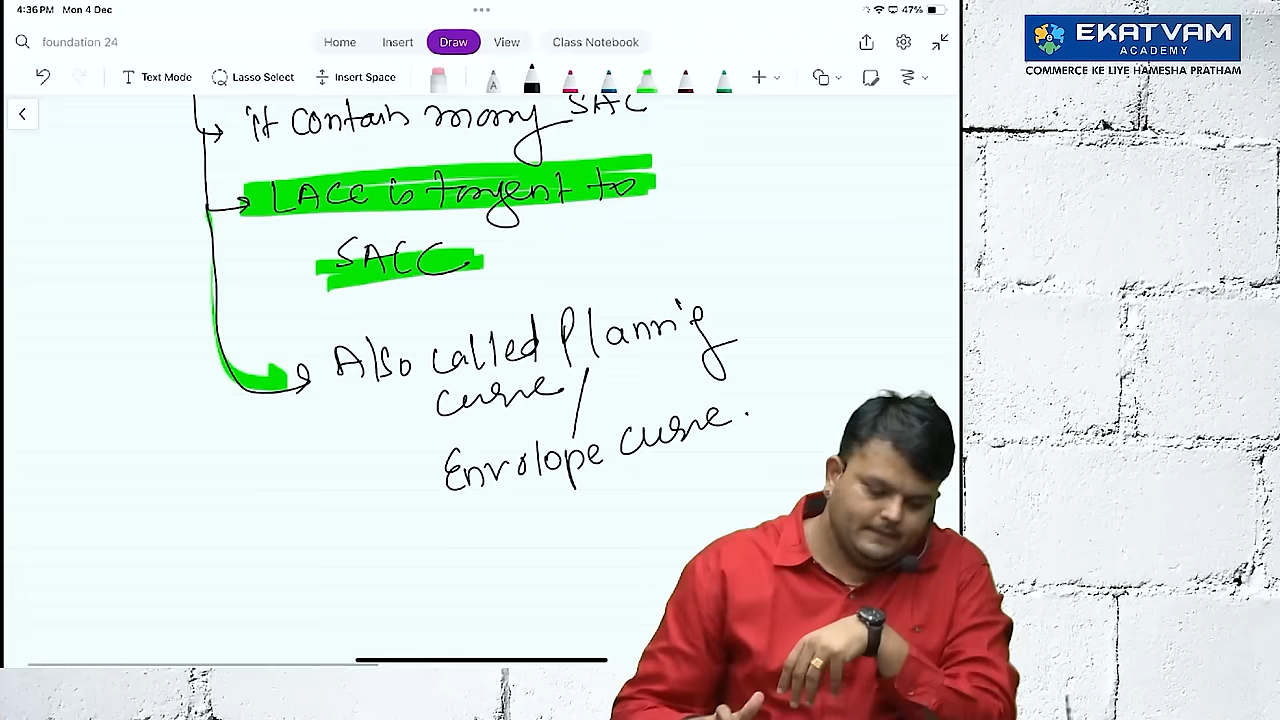 4:36 PM Mon 4 Dec
47%
foundation 24
Home Insert Draw View Class Notebook
Text Mode Lasso Select Insert Space
EKATVAM
ACADEMY
COMMERCE KE LIYE HAMESHA PRATHAM
it contain many SAC
LACC is tangent to
SACC
Also called Planning
curve /
Envolope curve.